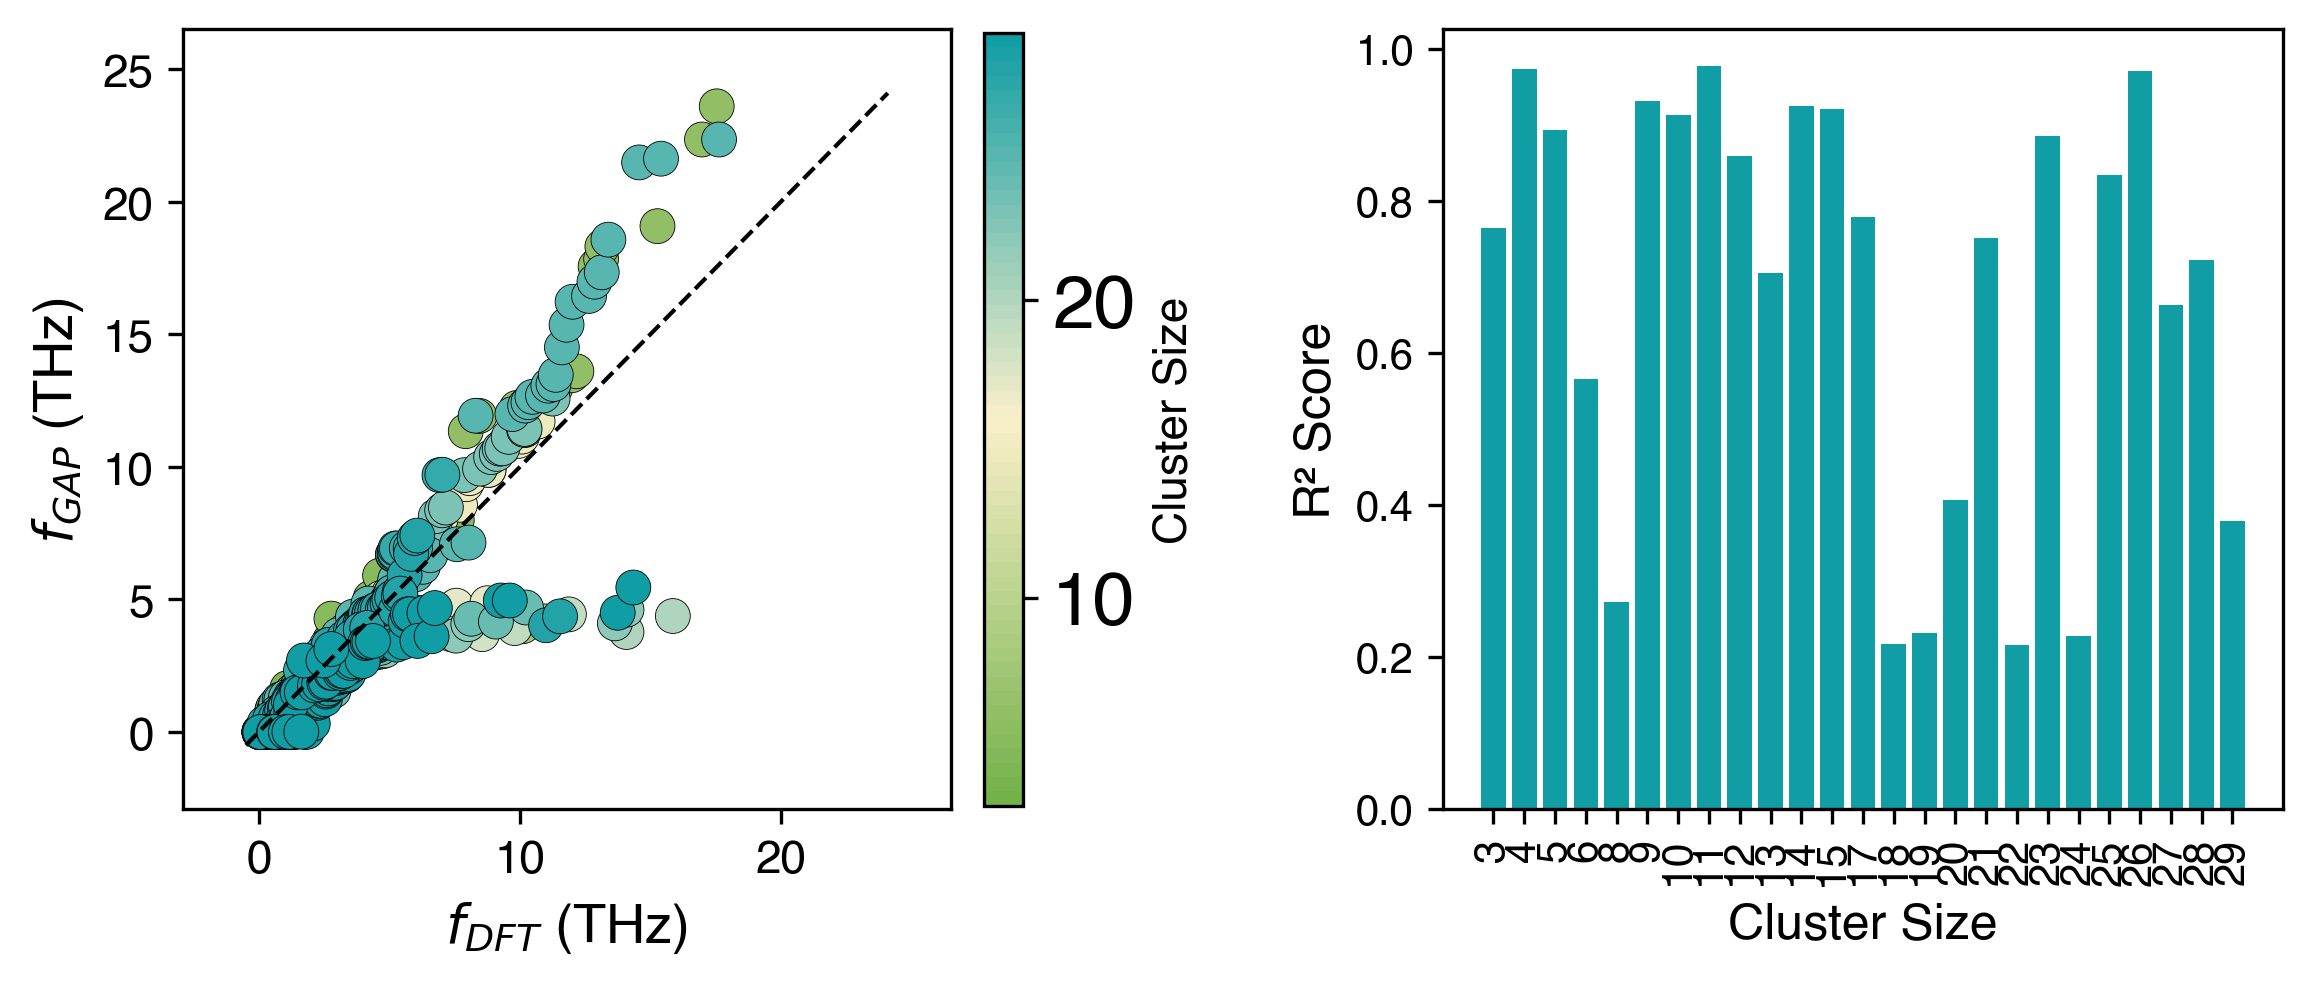 25
20
15
10
5
0
f_GAP (THz)
0 10 20
f_DFT (THz)
20
10
Cluster Size
1.0
0.8
0.6
0.4
0.2
0.0
R² Score
3 4 5 6 8 9 10 11 12 13 14 15 17 18 19 20 21 22 23 24 25 26 27 28 29
Cluster Size